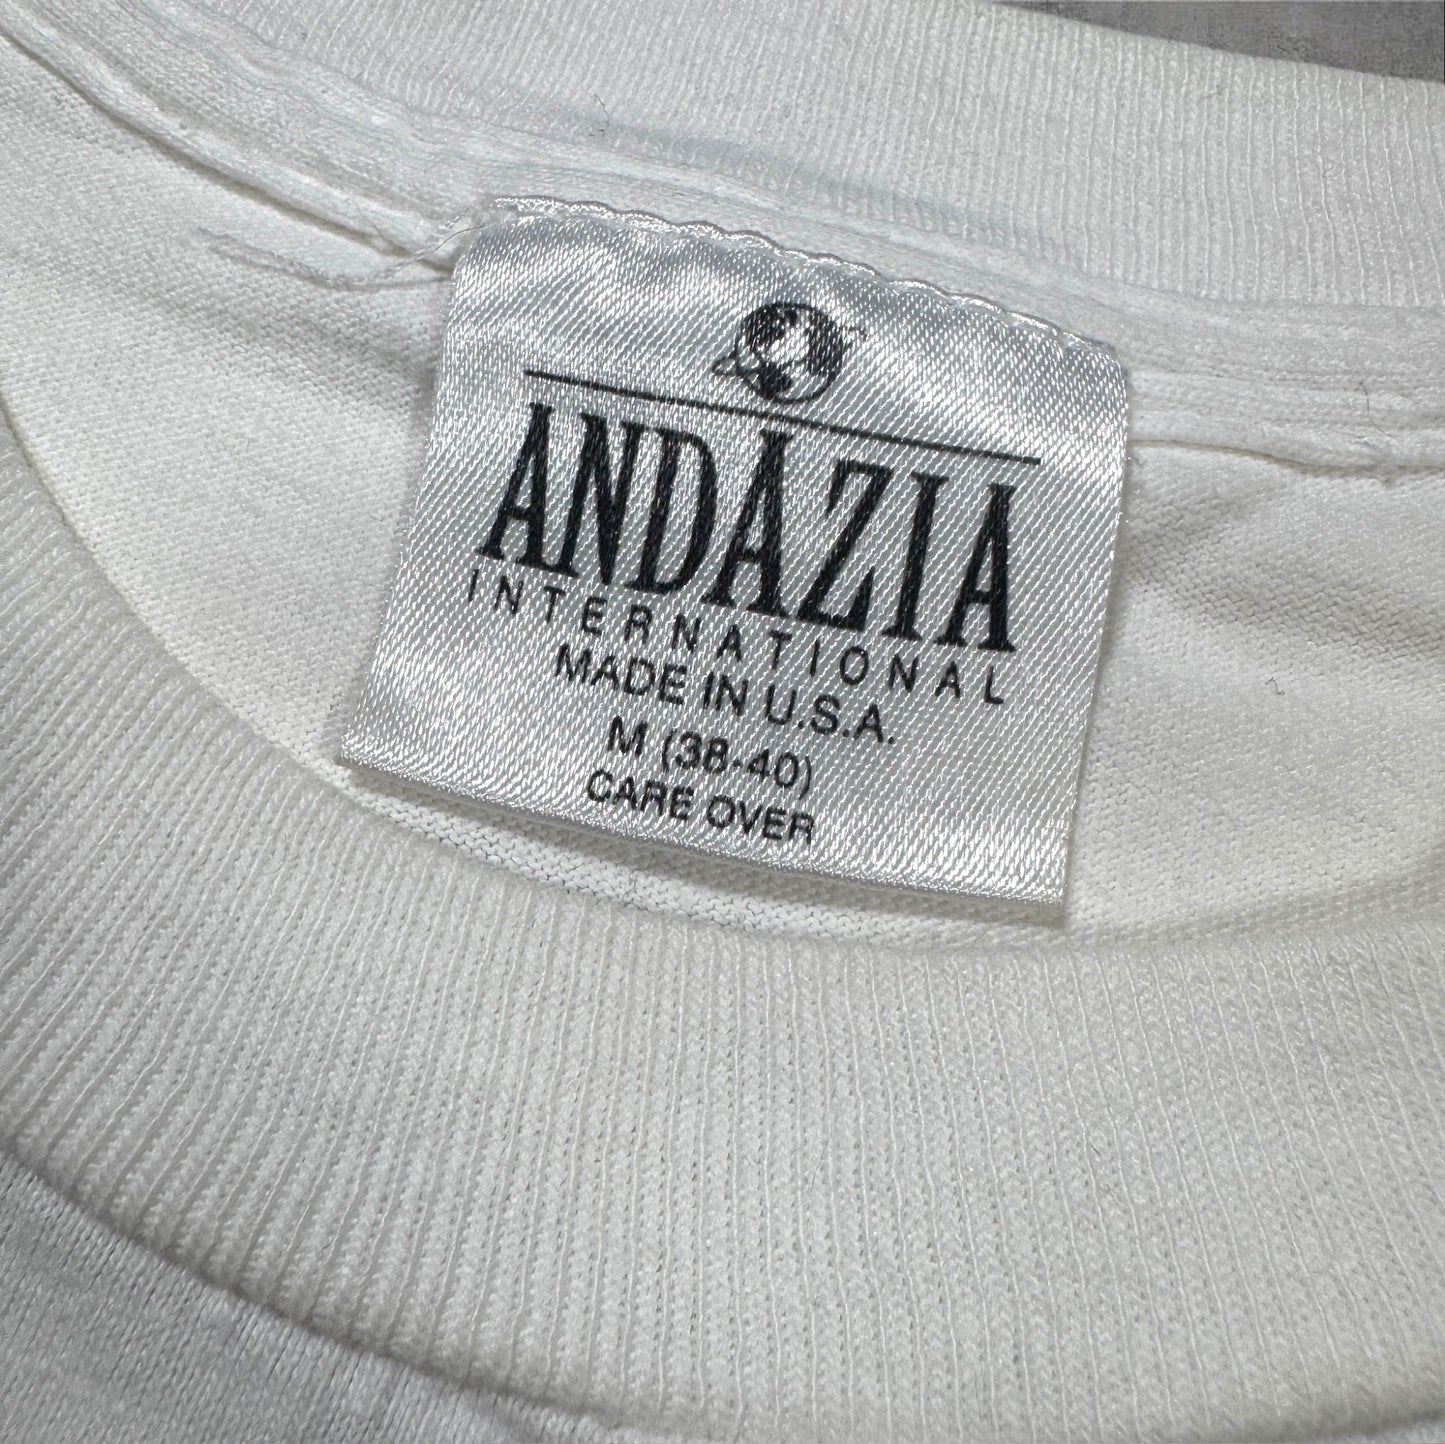 ANDAZIA
INTERNATIONAL
MADE IN U.S.A.
M (38-40)
CARE OVER